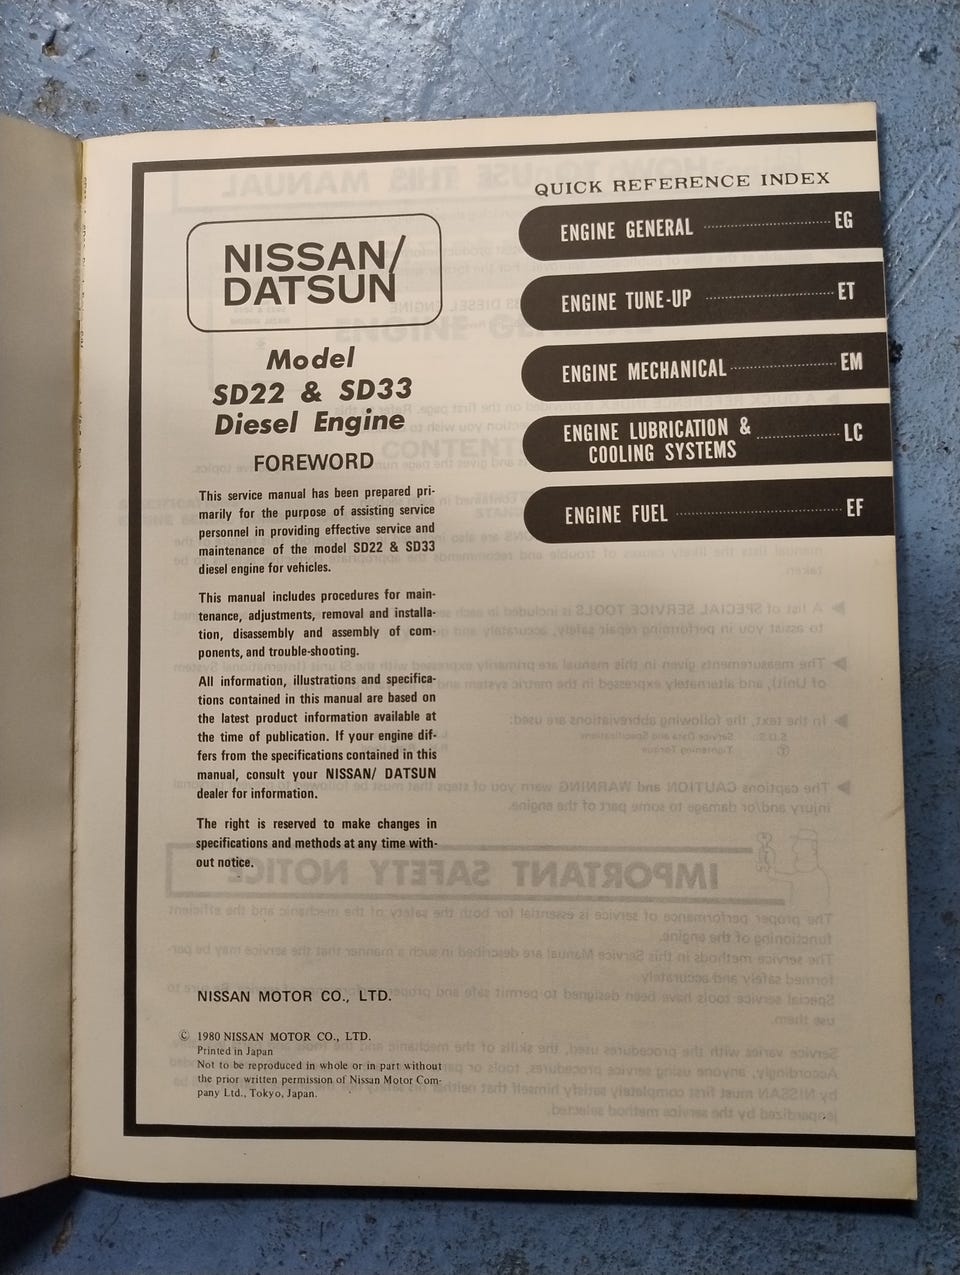 NISSAN/
DATSUN
Model
SD22 & SD33
Diesel Engine
FOREWORD
This service manual has been prepared pri-
marily for the purpose of assisting service
personnel in providing effective service and
maintenance of the model SD22 & SD33
diesel engine for vehicles.
This manual includes procedures for main-
tenance, adjustments, removal and installa-
tion, disassembly and assembly of com-
ponents, and trouble-shooting.
All information, illustrations and specifica-
tions contained in this manual are based on
the latest product information available at
the time of publication. If your engine dif-
fers from the specifications contained in this
manual, consult your NISSAN/ DATSUN
dealer for information.
The right is reserved to make changes in
specifications and methods at any time with-
out notice.
NISSAN MOTOR CO., LTD.
© 1980 NISSAN MOTOR CO., LTD.
Printed in Japan
Not to be reproduced in whole or in part without
the prior written permission of Nissan Motor Com-
pany Ltd., Tokyo, Japan.
QUICK REFERENCE INDEX
ENGINE GENERAL ........................ EG
ENGINE TUNE-UP ........................ ET
ENGINE MECHANICAL ........................ EM
ENGINE LUBRICATION &
COOLING SYSTEMS ........................ LC
ENGINE FUEL ........................ EF